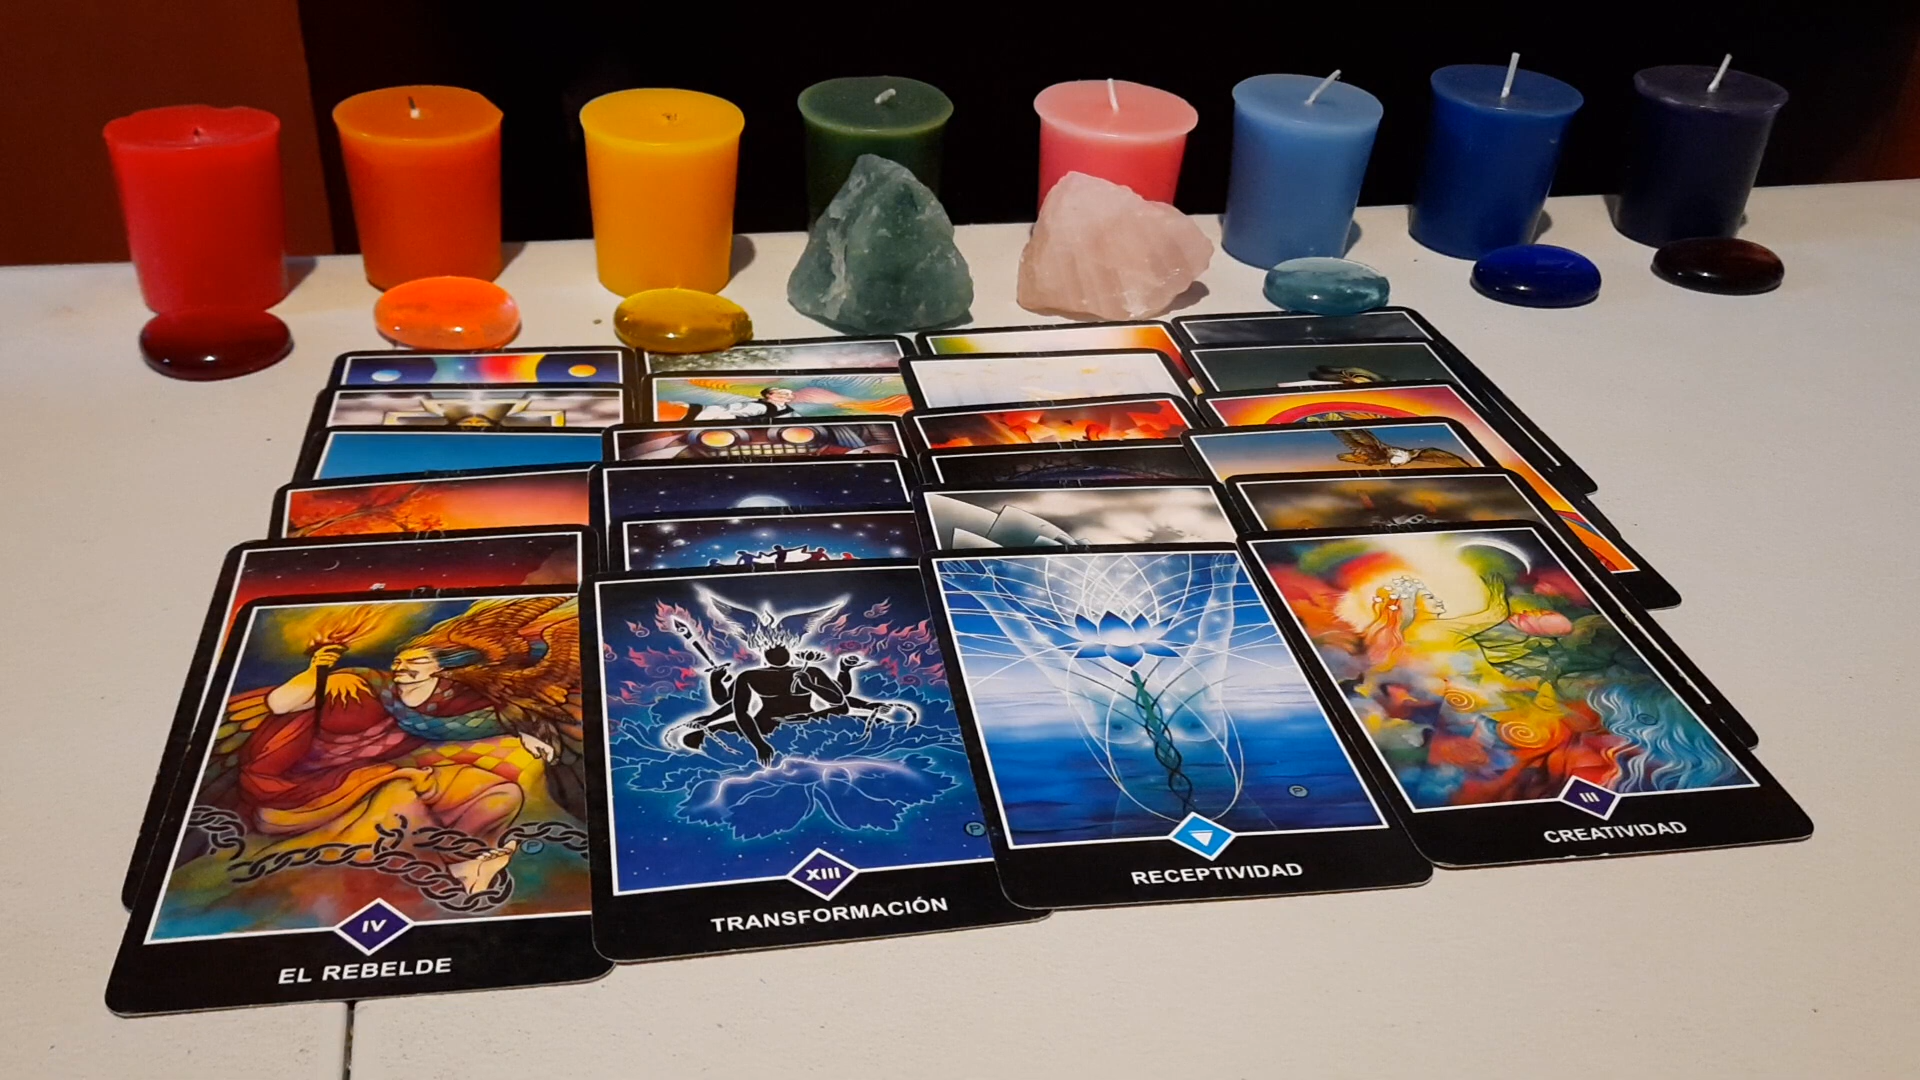 IV
EL REBELDE
XIII
TRANSFORMACIÓN
RECEPTIVIDAD
III
CREATIVIDAD
P
P
P